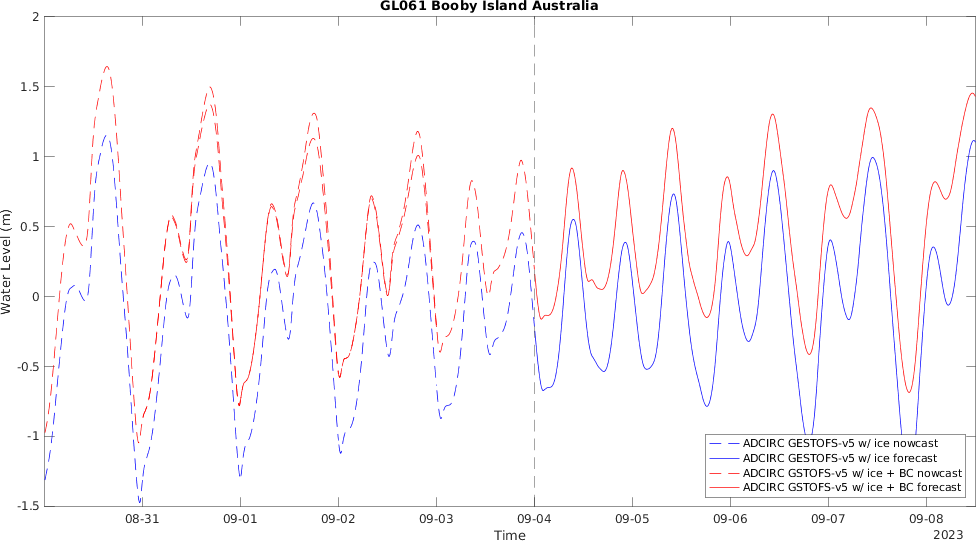 GL061 Booby Island Australia
2
1.5
1
0.5
0
-0.5
-1
-1.5
Water Level (m)
08-31 09-01 09-02 09-03 09-04 09-05 09-06 09-07 09-08
Time
2023
ADCIRC GESTOFS-v5 w/ ice nowcast
ADCIRC GESTOFS-v5 w/ ice forecast
ADCIRC GSTOFS-v5 w/ ice + BC nowcast
ADCIRC GSTOFS-v5 w/ ice + BC forecast